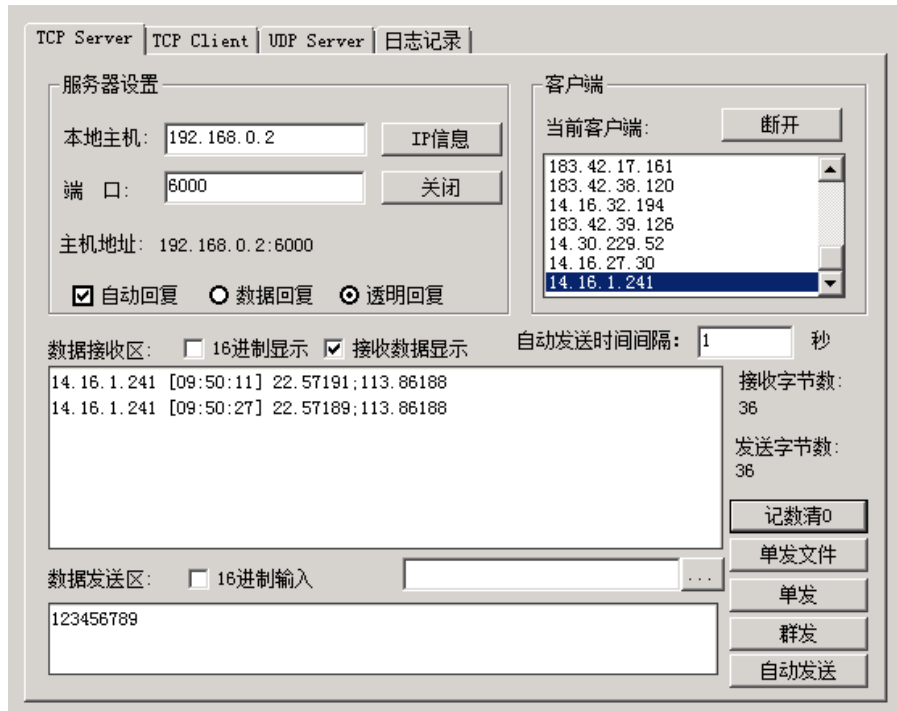 TCP Server TCP Client UDP Server 日志记录
服务器设置
本地主机: 192.168.0.2 IP信息
端 口: 6000 关闭
主机地址: 192.168.0.2:6000
自动回复 数据回复 透明回复
客户端
当前客户端: 断开
183.42.17.161
183.42.38.120
14.16.32.194
183.42.39.126
14.30.229.52
14.16.27.30
14.16.1.241
数据接收区: 16进制显示 接收数据显示 自动发送时间间隔: 1 秒
14.16.1.241 [09:50:11] 22.57191;113.86188
14.16.1.241 [09:50:27] 22.57189;113.86188
接收字节数:
36
发送字节数:
36
记数清0
单发文件
数据发送区: 16进制输入 ...
123456789
单发
群发
自动发送